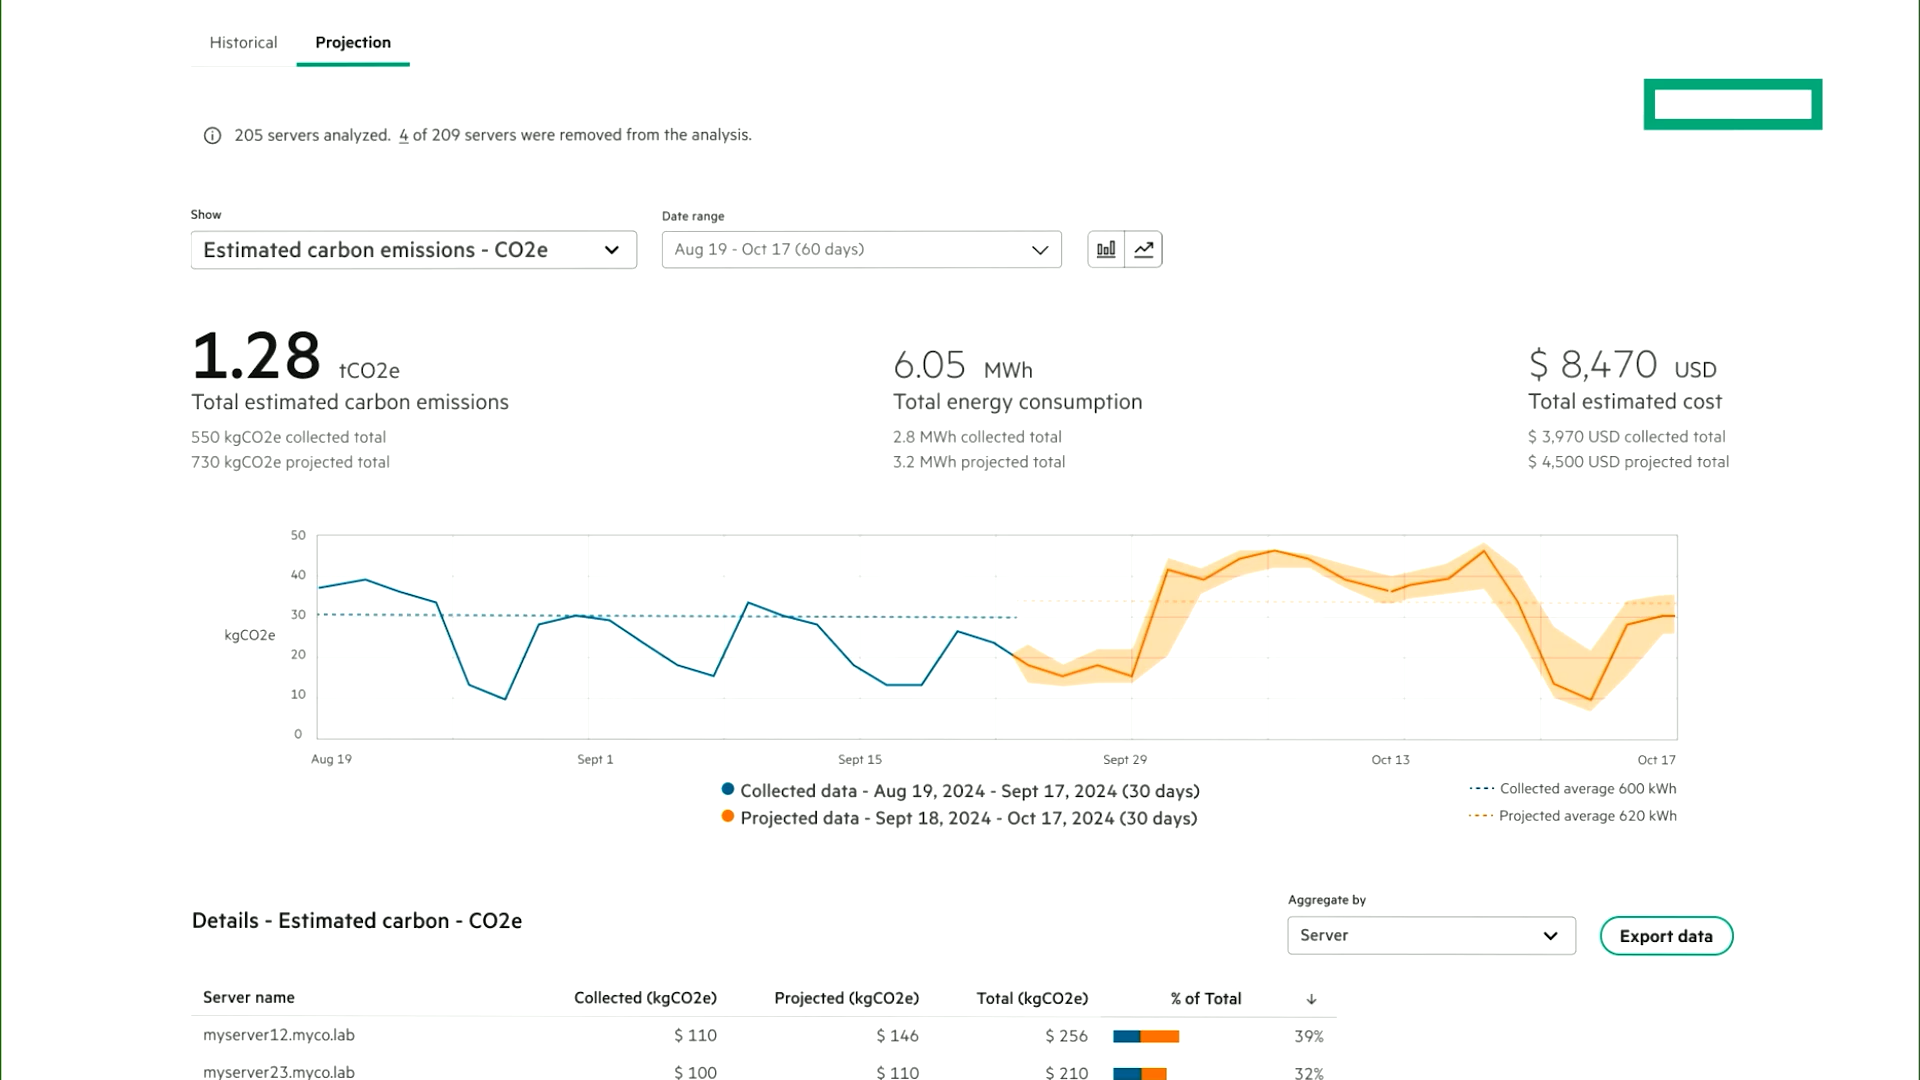 Historical Projection
205 servers analyzed. 4 of 209 servers were removed from the analysis.
Show Date range
Estimated carbon emissions - CO2e Aug 19 - Oct 17 (60 days)
1.28 tCO2e 6.05 MWh $ 8,470 USD
Total estimated carbon emissions Total energy consumption Total estimated cost
550 kgCO2e collected total 2.8 MWh collected total $ 3,970 USD collected total
730 kgCO2e projected total 3.2 MWh projected total $ 4,500 USD projected total
50
40
30
kgCO2e
20
10
0
Aug 19 Sept 1 Sept 15 Sept 29 Oct 13 Oct 17
Collected data - Aug 19, 2024 - Sept 17, 2024 (30 days) Collected average 600 kWh
Projected data - Sept 18, 2024 - Oct 17, 2024 (30 days) Projected average 620 kWh
Aggregate by
Details - Estimated carbon - CO2e Server Export data
Server name Collected (kgCO2e) Projected (kgCO2e) Total (kgCO2e) % of Total ↓
myserver12.myco.lab $ 110 $ 146 $ 256 39%
myserver23.myco.lab $ 100 $ 110 $ 210 32%